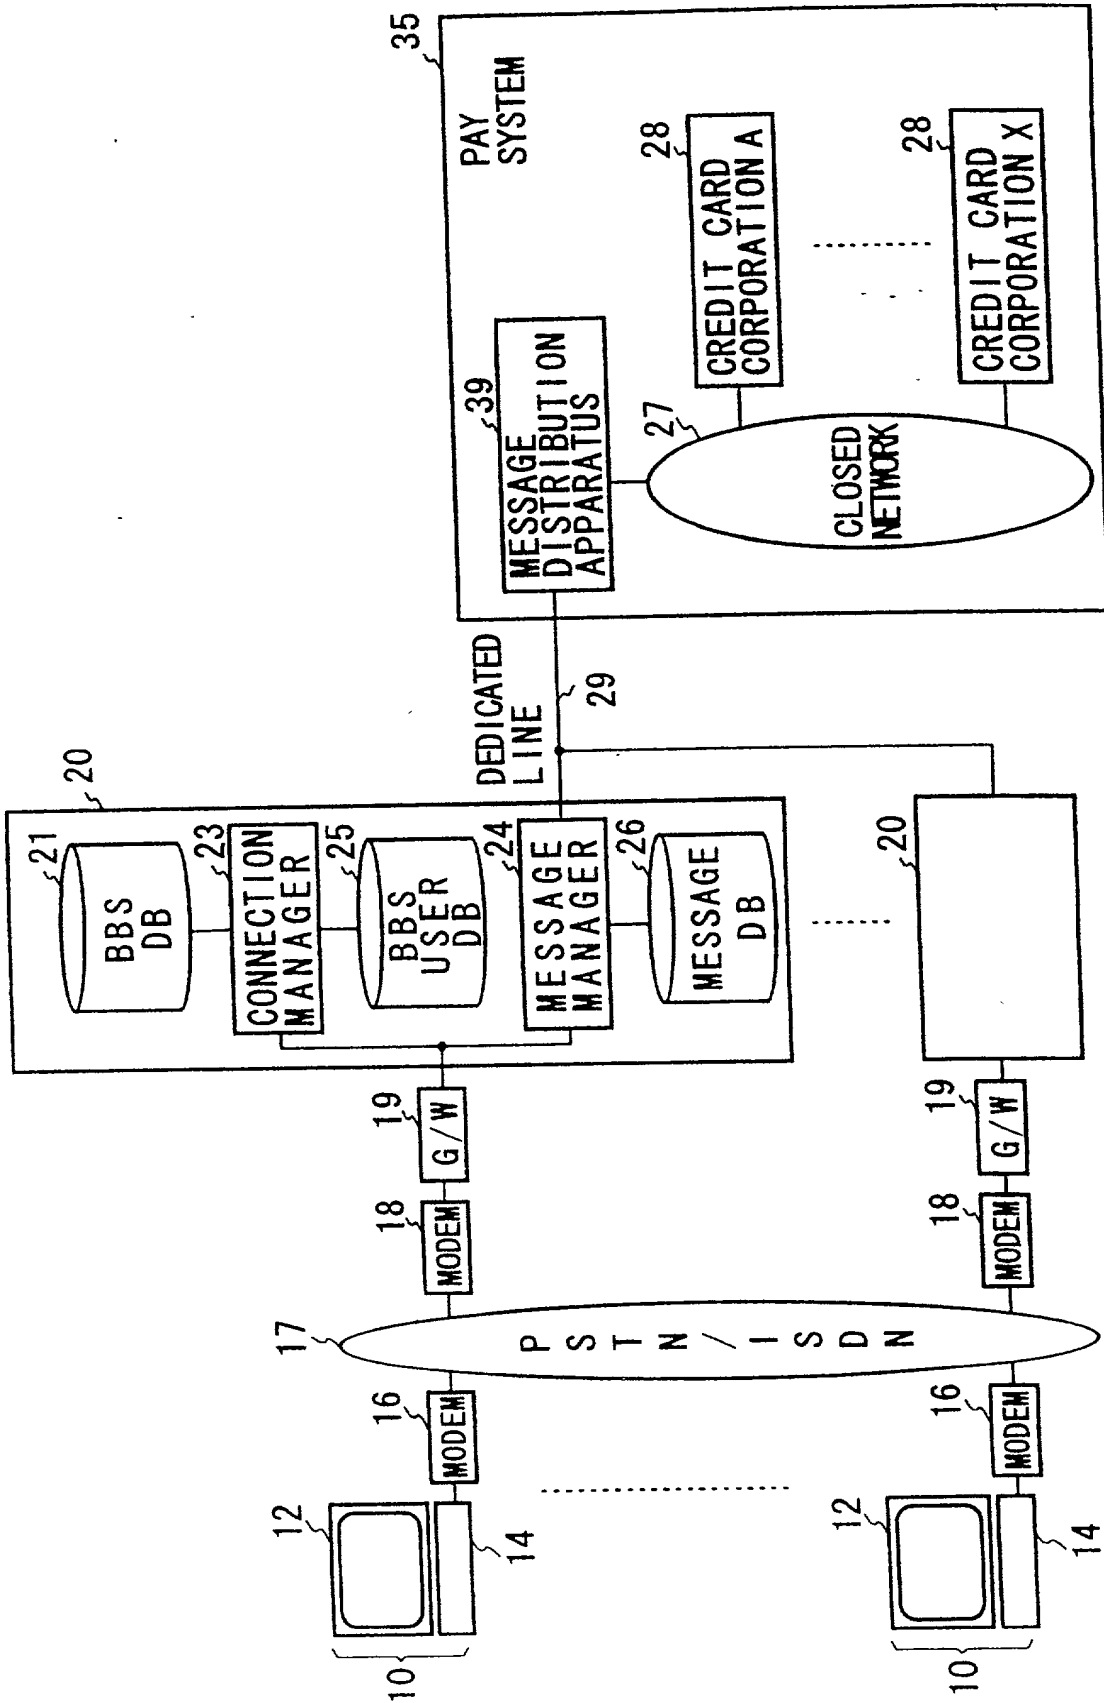 35
PAY
SYSTEM
39
MESSAGE
DISTRIBUTION
APPARATUS
28
CREDIT CARD
CORPORATION A
28
CREDIT CARD
CORPORATION X
27
CLOSED
NETWORK
DEDICATED
LINE
29
20
21
BBS
DB
23
CONNECTION
MANAGER
25
BBS
USER
DB
24
MESSAGE
MANAGER
26
MESSAGE
DB
20
19
G/W
18
MODEM
19
G/W
18
MODEM
17
PSTN/ISDN
16
MODEM
16
MODEM
12
14
10
12
14
10